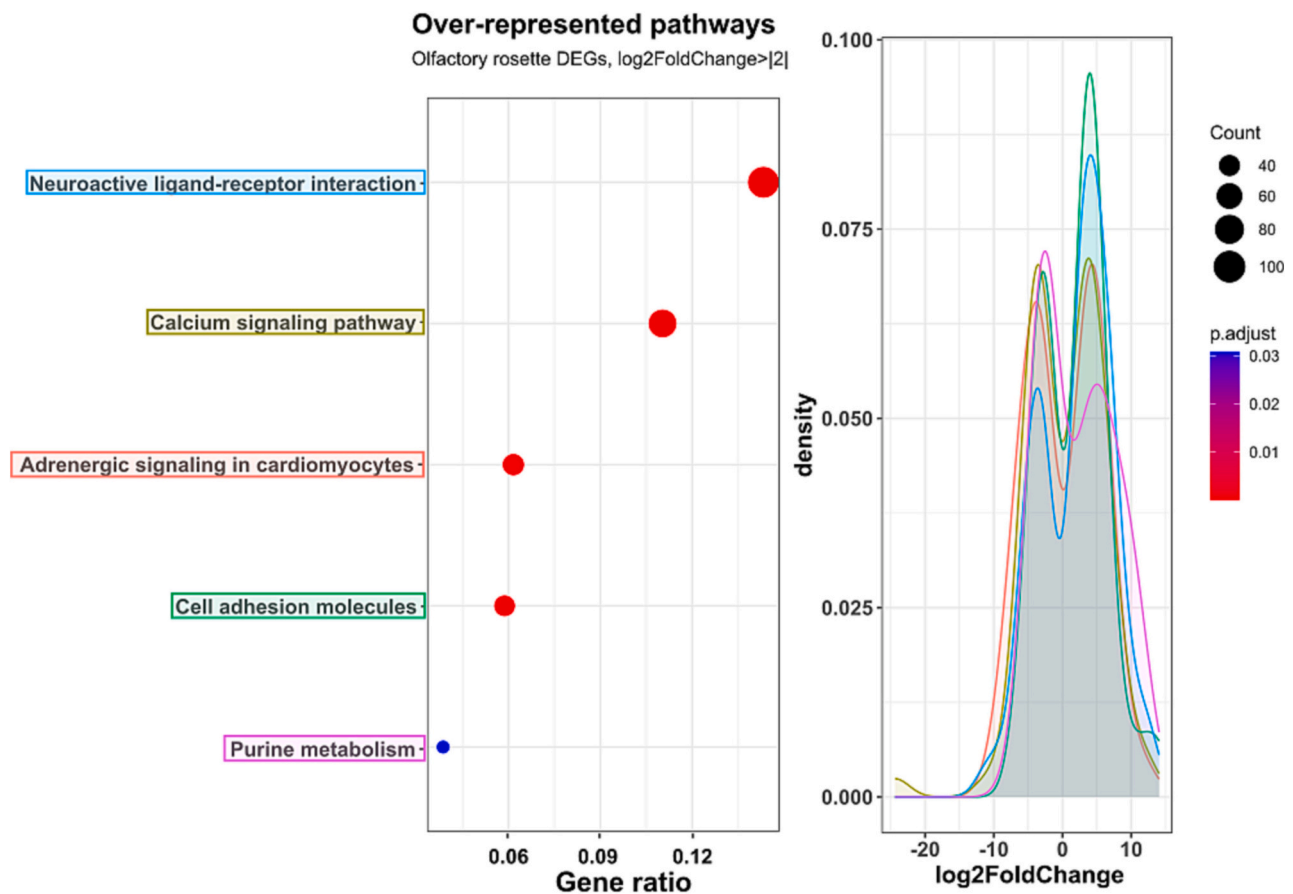 Over-represented pathways
Olfactory rosette DEGs, log2FoldChange>|2|
Neuroactive ligand-receptor interaction
Calcium signaling pathway
Adrenergic signaling in cardiomyocytes
Cell adhesion molecules
Purine metabolism
0.06 0.09 0.12
Gene ratio
0.100
0.075
0.050
0.025
0.000
density
-20 -10 0 10
log2FoldChange
Count
40
60
80
100
p.adjust
0.03
0.02
0.01